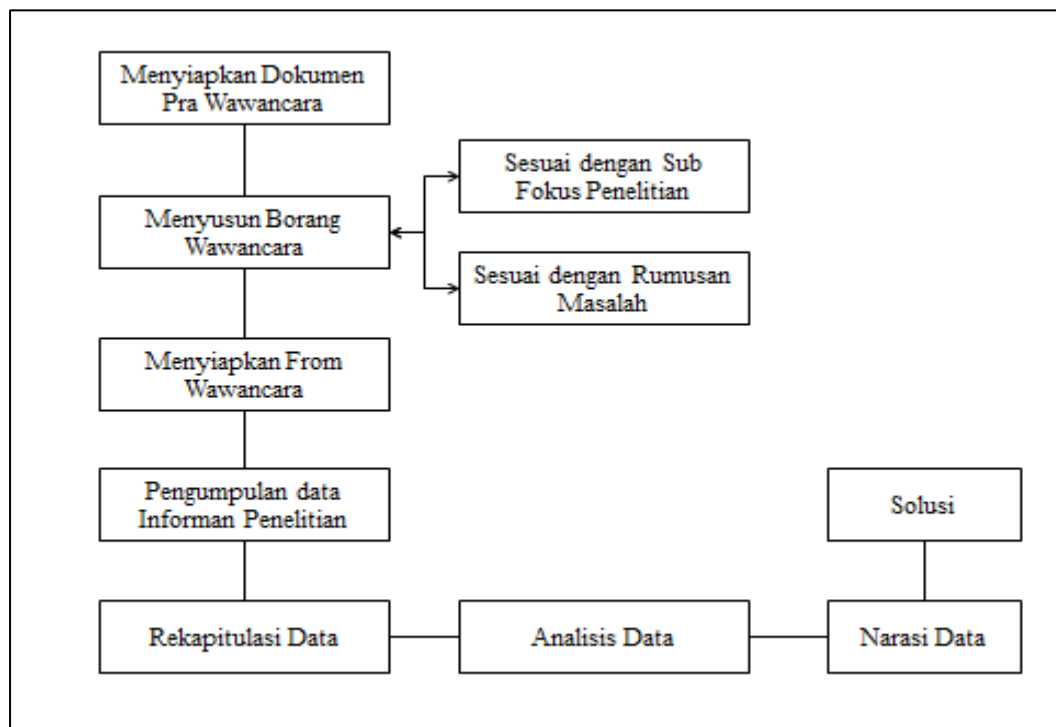 Menyiapkan Dokumen
Pra Wawancara
Menyusun Borang
Wawancara
Sesuai dengan Sub
Fokus Penelitian
Sesuai dengan Rumusan
Masalah
Menyiapkan From
Wawancara
Pengumpulan data
Informan Penelitian
Rekapitulasi Data
Analisis Data
Narasi Data
Solusi